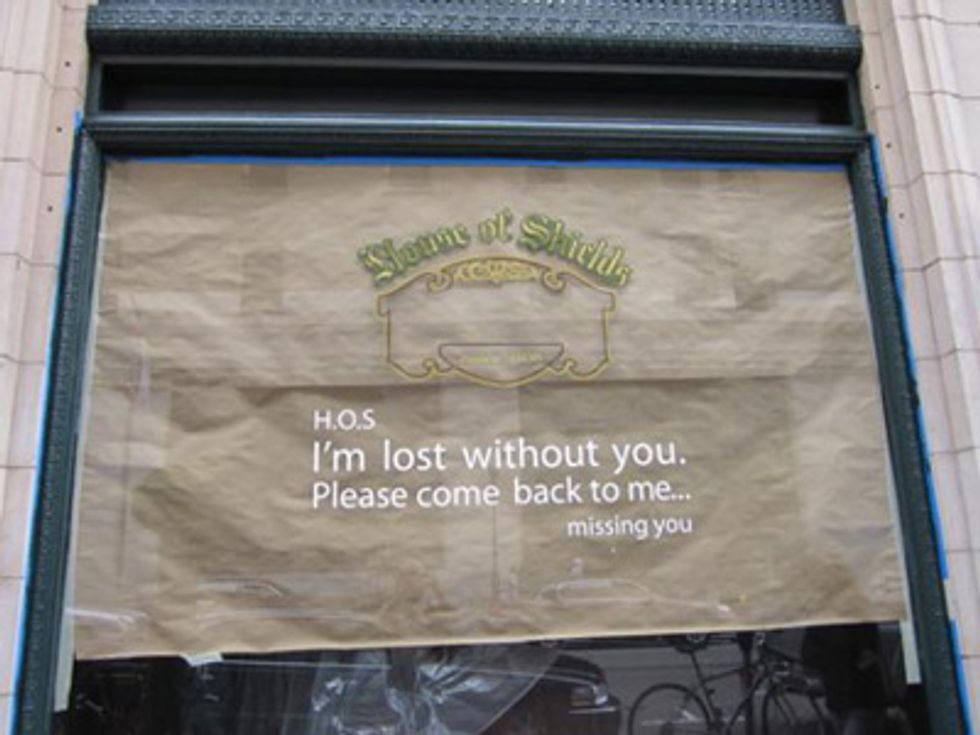 House of Shields
H.O.S
I'm lost without you.
Please come back to me...
missing you